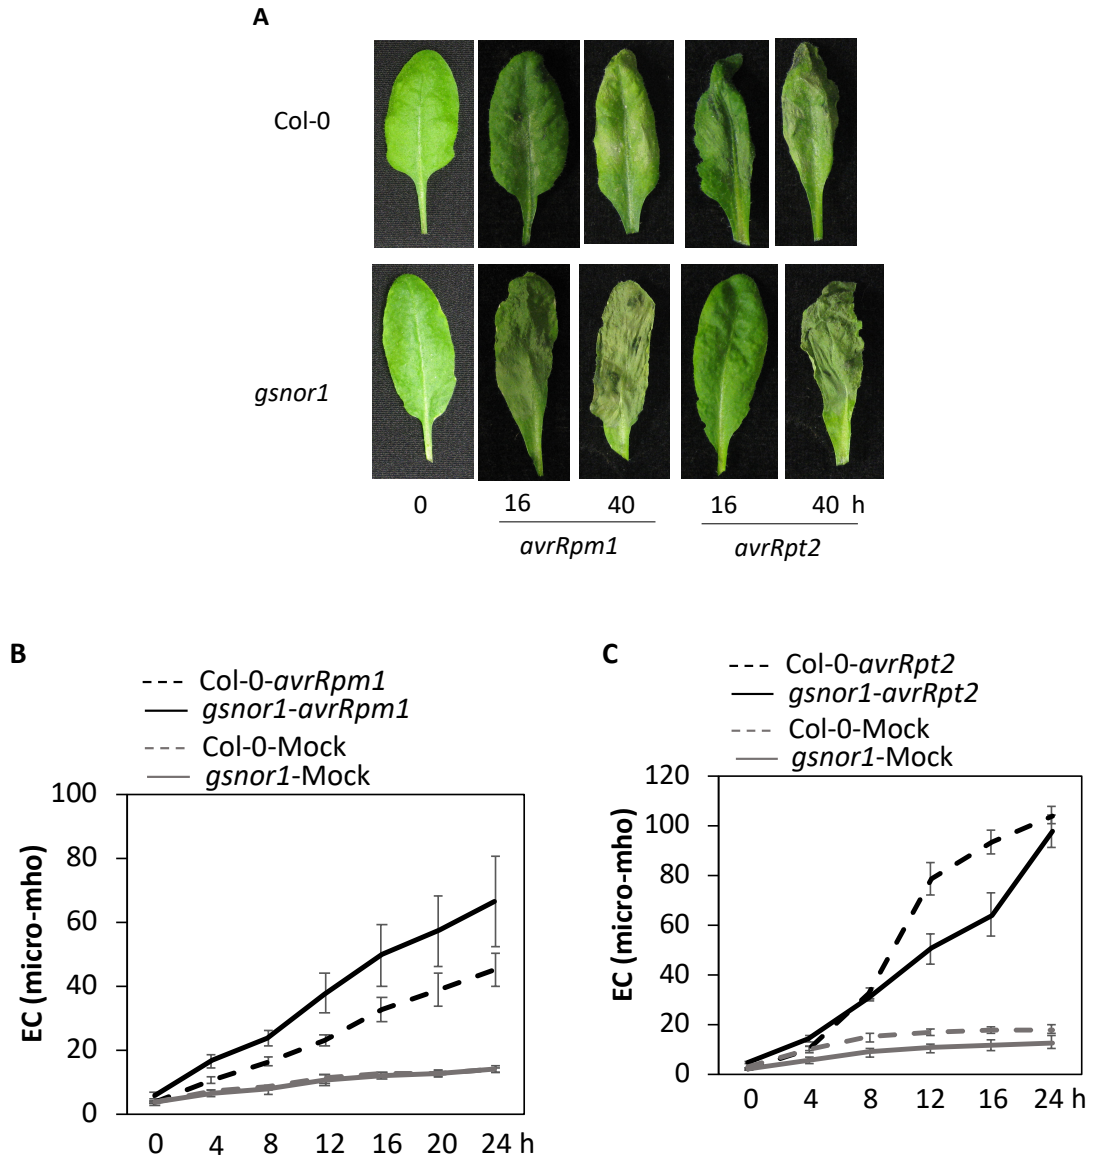 A
Col-0
gsnor1
0 16 40 16 40 h
avrRpm1 avrRpt2
B
Col-0-avrRpm1
gsnor1-avrRpm1
Col-0-Mock
gsnor1-Mock
EC (micro-mho)
100
80
60
40
20
0
0 4 8 12 16 20 24 h
C
Col-0-avrRpt2
gsnor1-avrRpt2
Col-0-Mock
gsnor1-Mock
EC (micro-mho)
120
100
80
60
40
20
0
0 4 8 12 16 24 h